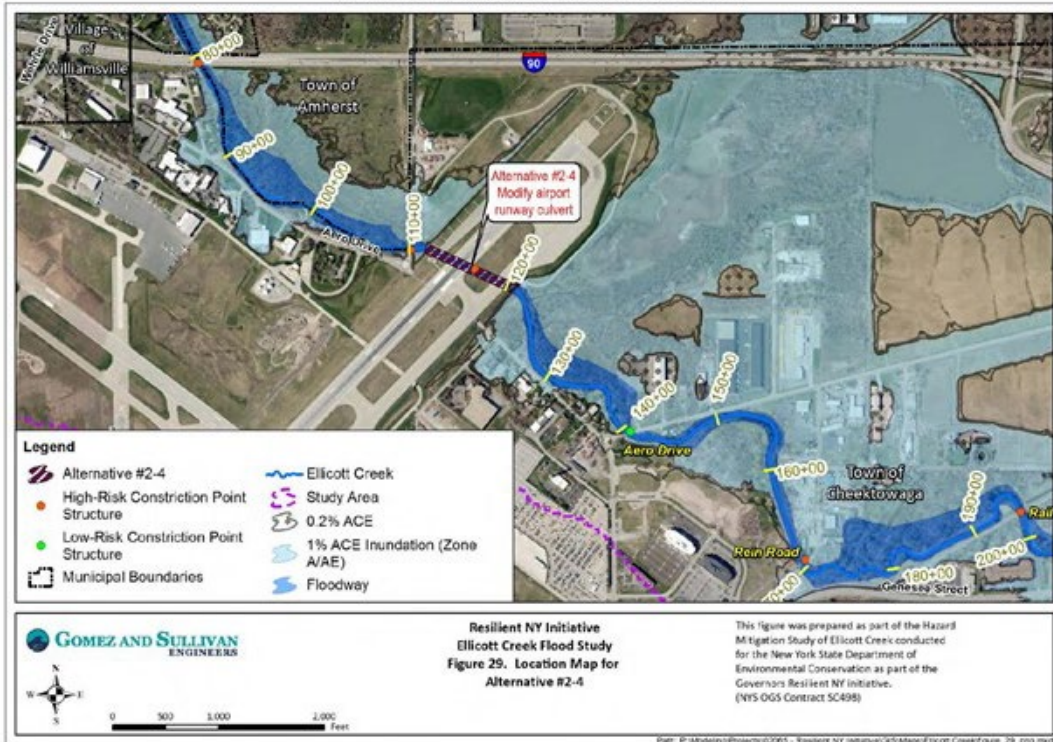 Wehrle Drive
Village
of
Williamsville
80+00
Town of
Amherst
90
90+00
100+00
Aero Drive
110+00
Alternative #2-4
Modify airport
runway culvert
120+00
130+00
140+00
Aero Drive
150+00
160+00
Town of
Cheektowaga
Rein Road
180+00
190+00
200+00
Genesee Street
Legend
Alternative #2-4
High-Risk Constriction Point
Structure
Low-Risk Constriction Point
Structure
Municipal Boundaries
Ellicott Creek
Study Area
0.2% ACE
1% ACE Inundation (Zone
A/AE)
Floodway
GOMEZ AND SULLIVAN
ENGINEERS
N
W
E
S
0 500 1,000 2,000
Feet
Resilient NY Initiative
Ellicott Creek Flood Study
Figure 29. Location Map for
Alternative #2-4
This figure was prepared as part of the Hazard
Mitigation Study of Ellicott Creek conducted
for the New York State Department of
Environmental Conservation as part of the
Governors Resilient NY initiative.
(NYS OGS Contract SC498)